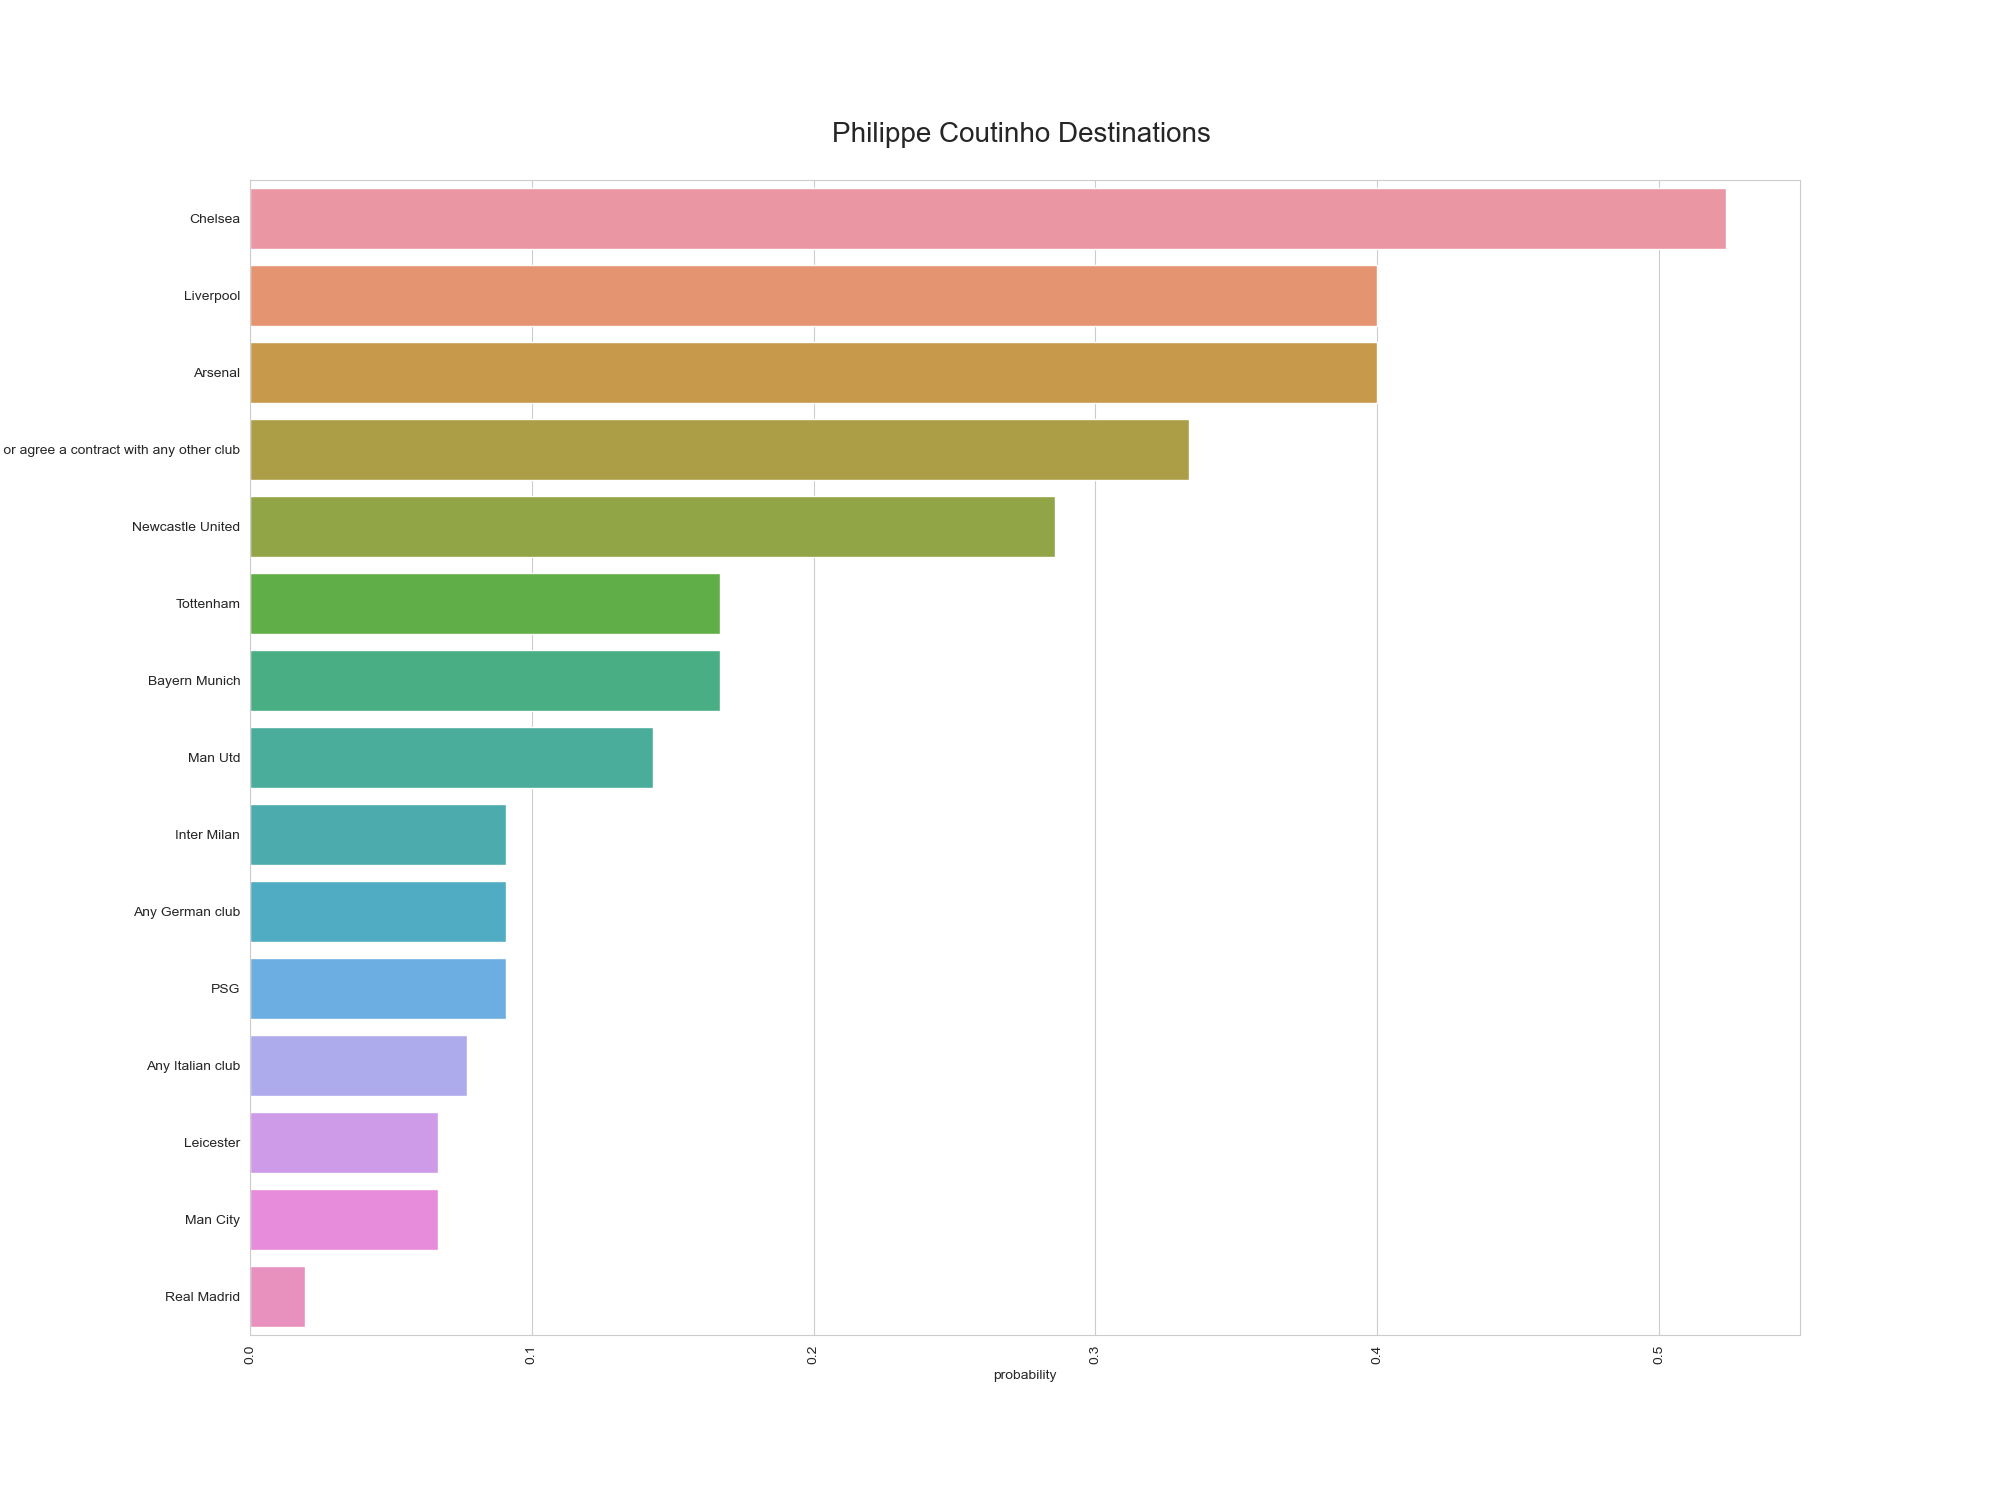 Philippe Coutinho Destinations
Chelsea
Liverpool
Arsenal
or agree a contract with any other club
Newcastle United
Tottenham
Bayern Munich
Man Utd
Inter Milan
Any German club
PSG
Any Italian club
Leicester
Man City
Real Madrid
0.0
0.1
0.2
0.3
0.4
0.5
probability